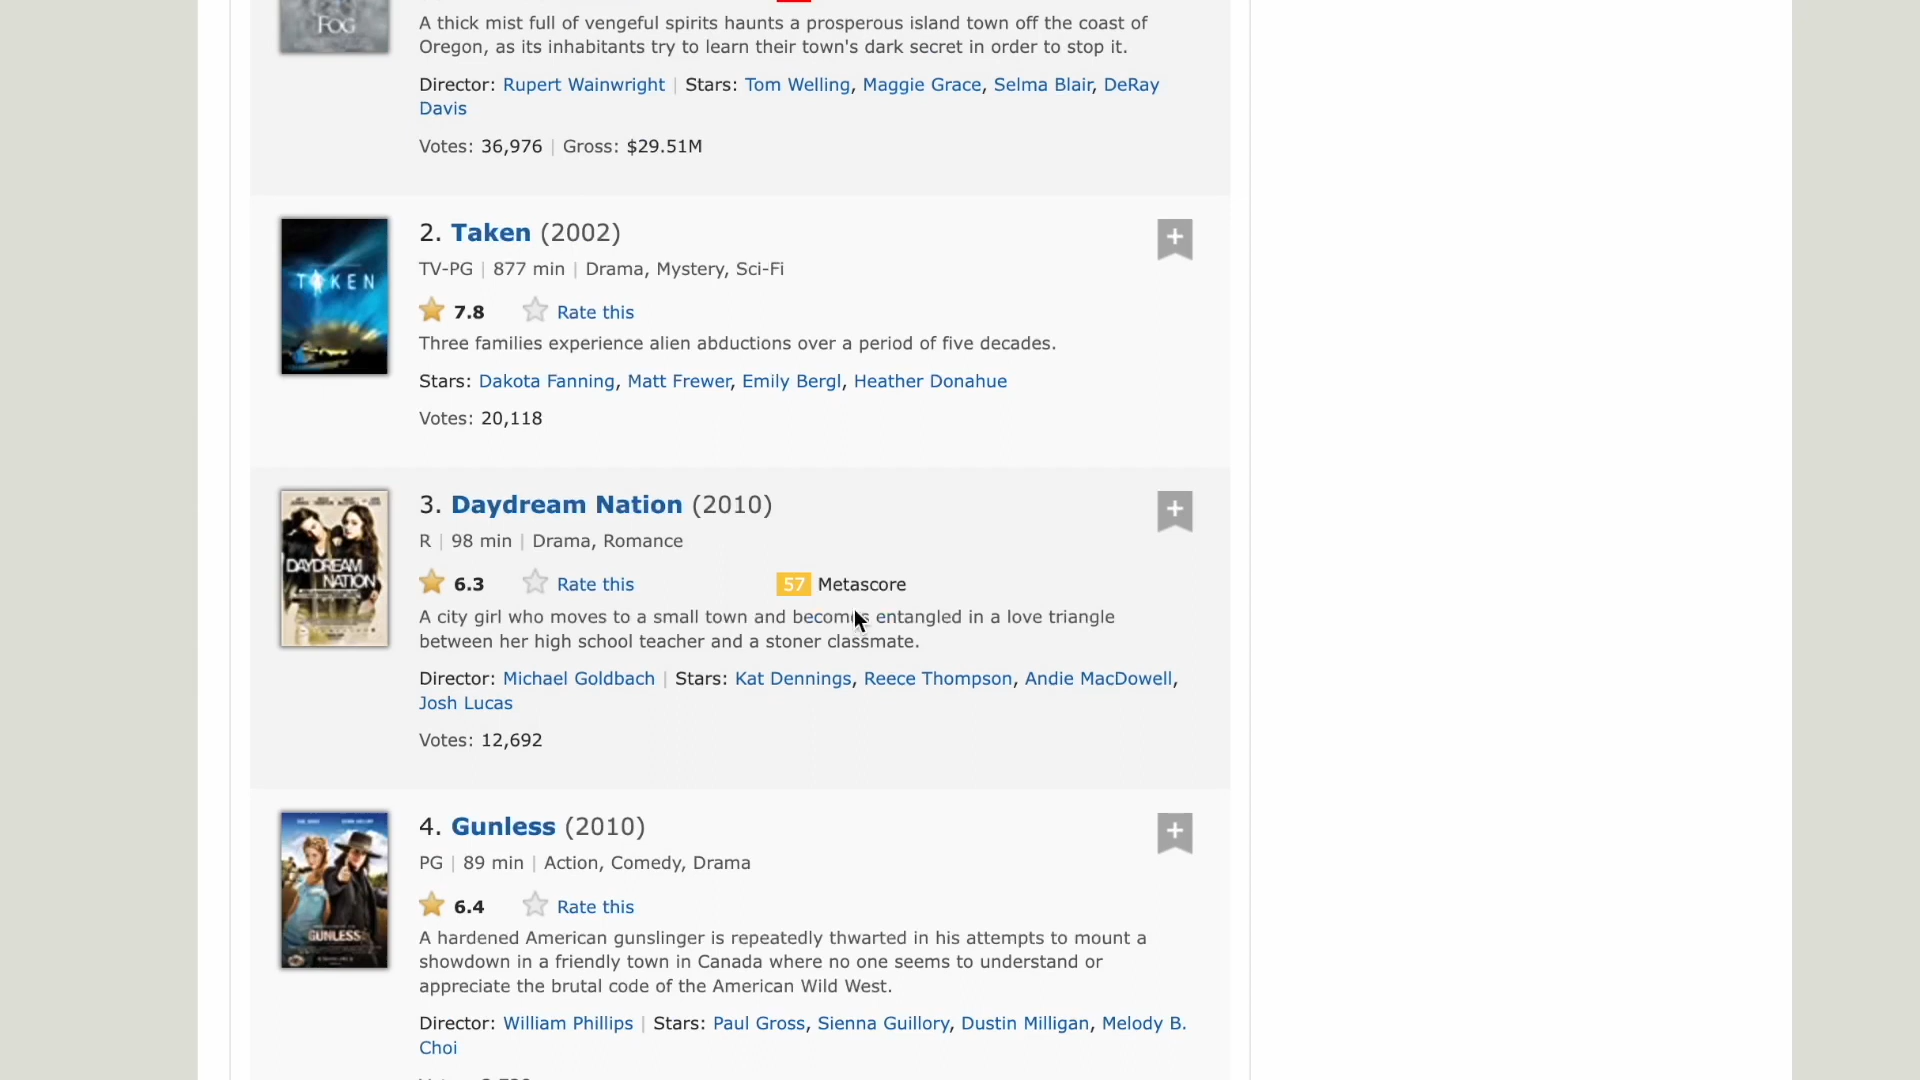 FOG
A thick mist full of vengeful spirits haunts a prosperous island town off the coast of
Oregon, as its inhabitants try to learn their town's dark secret in order to stop it.
Director: Rupert Wainwright | Stars: Tom Welling, Maggie Grace, Selma Blair, DeRay
Davis
Votes: 36,976 | Gross: $29.51M
TAKEN
2. Taken (2002)
TV-PG | 877 min | Drama, Mystery, Sci-Fi
7.8 Rate this
Three families experience alien abductions over a period of five decades.
Stars: Dakota Fanning, Matt Frewer, Emily Bergl, Heather Donahue
Votes: 20,118
DAYDREAM
NATION
3. Daydream Nation (2010)
R | 98 min | Drama, Romance
6.3 Rate this 57 Metascore
A city girl who moves to a small town and becomes entangled in a love triangle
between her high school teacher and a stoner classmate.
Director: Michael Goldbach | Stars: Kat Dennings, Reece Thompson, Andie MacDowell,
Josh Lucas
Votes: 12,692
GUNLESS
4. Gunless (2010)
PG | 89 min | Action, Comedy, Drama
6.4 Rate this
A hardened American gunslinger is repeatedly thwarted in his attempts to mount a
showdown in a friendly town in Canada where no one seems to understand or
appreciate the brutal code of the American Wild West.
Director: William Phillips | Stars: Paul Gross, Sienna Guillory, Dustin Milligan, Melody B.
Choi